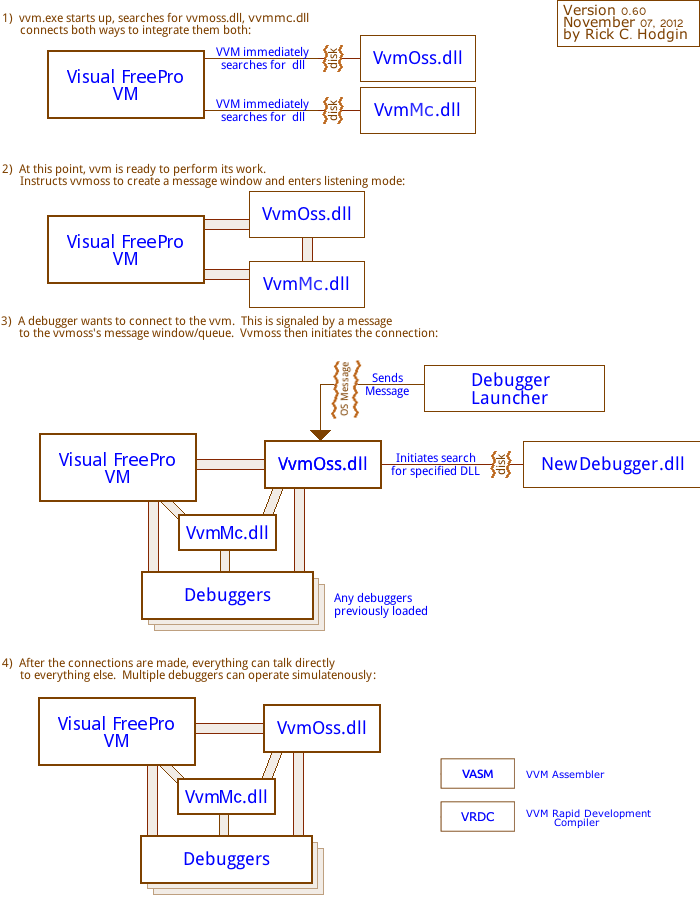 Version 0.60
November 07, 2012
by Rick C. Hodgin
1) vvm.exe starts up, searches for vvmoss.dll, vvmmc.dll
connects both ways to integrate them both:
Visual FreePro
VM
VVM immediately
searches for dll
disk
VvmOss.dll
VVM immediately
searches for dll
disk
VvmMc.dll
2) At this point, vvm is ready to perform its work.
Instructs vvmoss to create a message window and enters listening mode:
Visual FreePro
VM
VvmOss.dll
VvmMc.dll
3) A debugger wants to connect to the vvm. This is signaled by a message
to the vvmoss's message window/queue. Vvmoss then initiates the connection:
OS Message
Sends
Message
Debugger
Launcher
Visual FreePro
VM
VvmOss.dll
Initiates search
for specified DLL
disk
NewDebugger.dll
VvmMc.dll
Debuggers
Any debuggers
previously loaded
4) After the connections are made, everything can talk directly
to everything else. Multiple debuggers can operate simulatenously:
Visual FreePro
VM
VvmOss.dll
VvmMc.dll
Debuggers
VASM
VVM Assembler
VRDC
VVM Rapid Development
Compiler